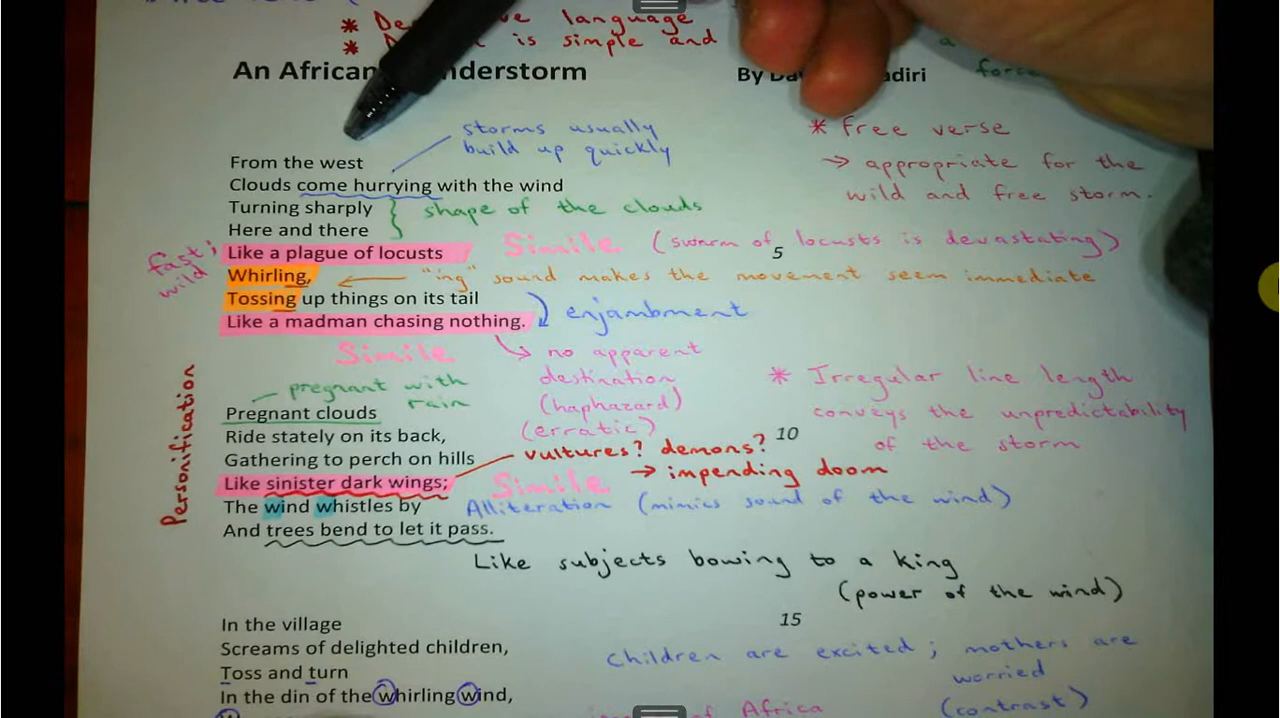 * De ve language
* is simple and
An African nderstorm By Da adiri
force
storms usually
build up quickly
* free verse
→ appropriate for the
wild and free storm.
From the west
Clouds come hurrying with the wind
Turning sharply
Here and there
} shape of the clouds
Like a plague of locusts Simile (swarm of locusts is devastating)
5
fast;
wild
Whirling, "ing" sound makes the movement seem immediate
Tossing up things on its tail
Like a madman chasing nothing.
enjambment
Simile
no apparent
destination
(haphazard)
(erratic)
* Irregular line length
conveys the unpredictability
of the storm
Personification
pregnant with
rain
Pregnant clouds
Ride stately on its back,
10
Gathering to perch on hills
vultures? demons?
→ impending doom
Like sinister dark wings; Simile
The wind whistles by Alliteration (mimics sound of the wind)
And trees bend to let it pass.
Like subjects bowing to a king
(power of the wind)
In the village
15
Screams of delighted children,
Toss and turn
In the din of the whirling wind,
Children are excited; mothers are
worried
(contrast)
of Africa